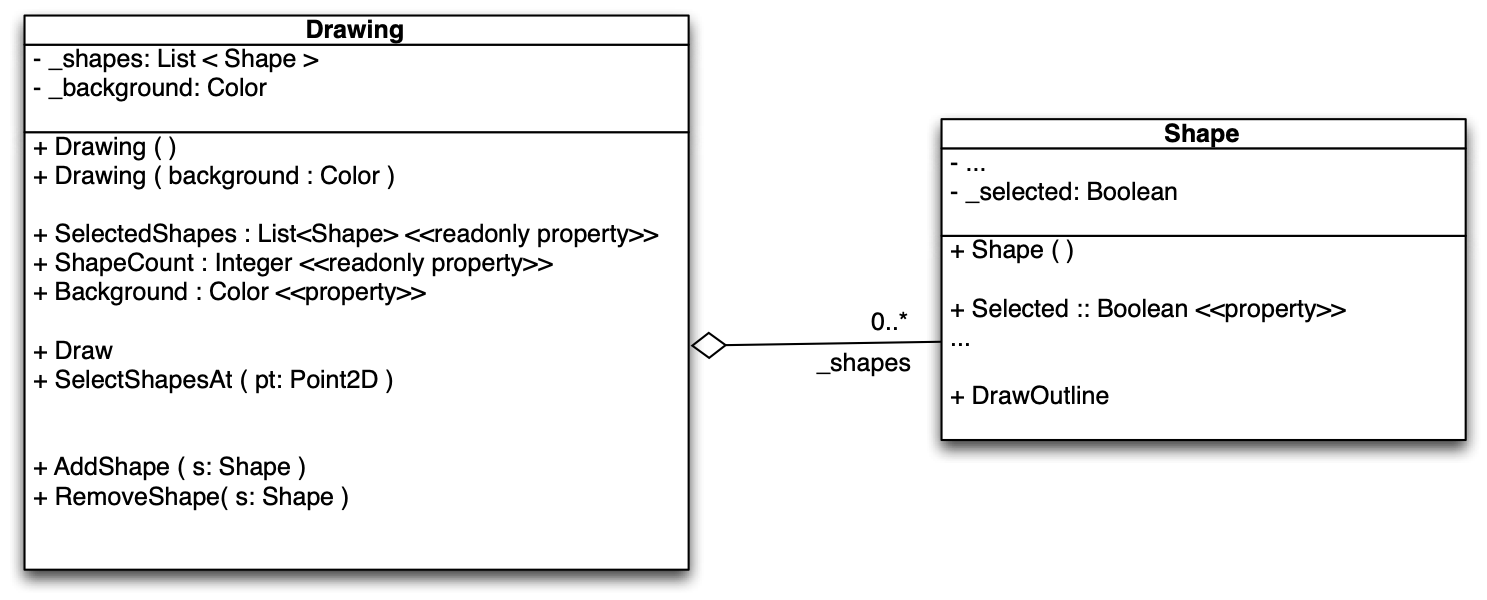 Drawing
- _shapes: List < Shape >
- _background: Color
+ Drawing ( )
+ Drawing ( background : Color )
+ SelectedShapes : List<Shape> <<readonly property>>
+ ShapeCount : Integer <<readonly property>>
+ Background : Color <<property>>
+ Draw
+ SelectShapesAt ( pt: Point2D )
+ AddShape ( s: Shape )
+ RemoveShape( s: Shape )
0..*
_shapes
Shape
- ...
- _selected: Boolean
+ Shape ( )
+ Selected :: Boolean <<property>>
...
+ DrawOutline